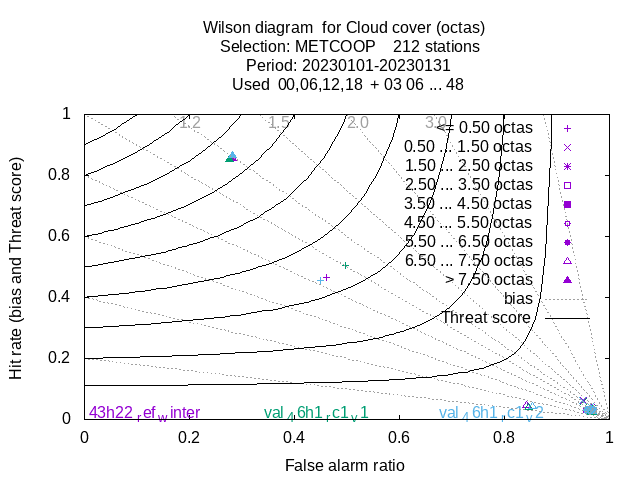 Wilson diagram for Cloud cover (octas)
Selection: METCOOP 212 stations
Period: 20230101-20230131
Used 00,06,12,18 + 03 06 ... 48
1.2 1.5 2.0 3.0
<= 0.50 octas
0.50 ... 1.50 octas
1.50 ... 2.50 octas
2.50 ... 3.50 octas
3.50 ... 4.50 octas
4.50 ... 5.50 octas
5.50 ... 6.50 octas
6.50 ... 7.50 octas
> 7.50 octas
bias
Threat score
Hit rate (bias and Threat score)
1
0.8
0.6
0.4
0.2
0
43h22_ref_winter val_46h1_rc1_v1 val_46h1_rc1_v2
0 0.2 0.4 0.6 0.8 1
False alarm ratio